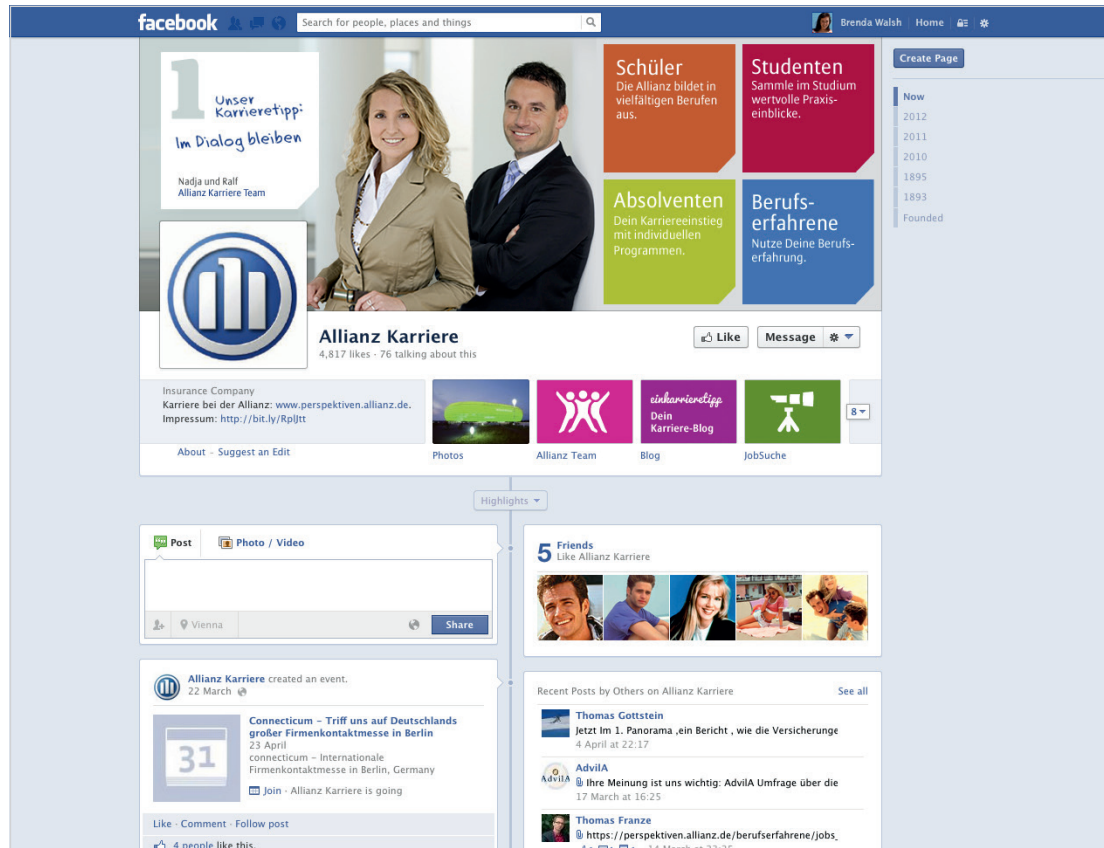 facebook
Search for people, places and things
Brenda Walsh
Home
Create Page
Now
2012
2011
2010
1895
1893
Founded
1
Unser
Karrieretipp:
Im Dialog bleiben
Nadja und Ralf
Allianz Karriere Team
Schüler
Die Allianz bildet in
vielfältigen Berufen
aus.
Studenten
Sammle im Studium
wertvolle Praxis-
einblicke.
Absolventen
Dein Karriereeinstieg
mit individuellen
Programmen.
Berufs-
erfahrene
Nutze Deine Berufs-
erfahrung.
Allianz Karriere
4,817 likes · 76 talking about this
Like
Message
Insurance Company
Karriere bei der Allianz: www.perspektiven.allianz.de.
Impressum: http://bit.ly/RplJtt
About - Suggest an Edit
einkarrieretipp
Dein
Karriere-Blog
8
Photos
Allianz Team
Blog
JobSuche
Highlights
Post
Photo / Video
Vienna
Share
5 Friends
Like Allianz Karriere
Allianz Karriere created an event.
22 March
31
Connecticum – Triff uns auf Deutschlands
großer Firmenkontaktmesse in Berlin
23 April
connecticum – Internationale
Firmenkontaktmesse in Berlin, Germany
Join · Allianz Karriere is going
Like · Comment · Follow post
4 people like this.
Recent Posts by Others on Allianz Karriere
See all
Thomas Gottstein
Jetzt Im 1. Panorama ,ein Bericht , wie die Versicherunge
4 April at 22:17
AdvilA
AdvilA
Ihre Meinung ist uns wichtig: AdvilA Umfrage über die
17 March at 16:25
Thomas Franze
https://perspektiven.allianz.de/berufserfahrene/jobs_